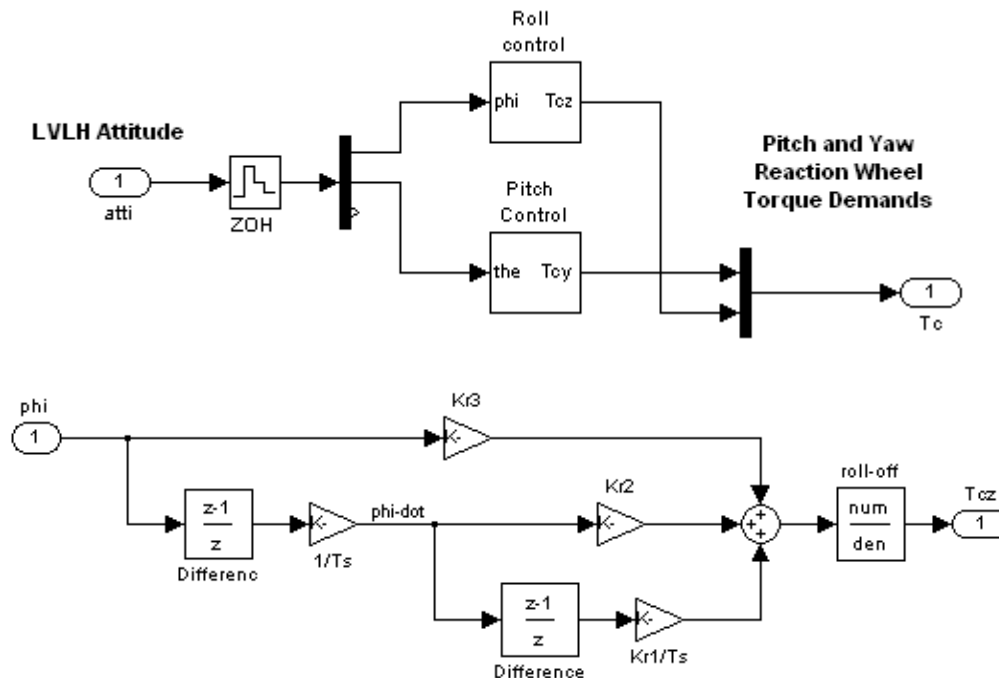 Roll
control
phi Tcz
LVLH Attitude
1
atti
ZOH
Pitch
Control
the Tcy
Pitch and Yaw
Reaction Wheel
Torque Demands
1
Tc
phi
1
Kr3
K-
z-1
z
Differenc
K-
1/Ts
phi-dot
Kr2
K-
z-1
z
Difference
K-
Kr1/Ts
+
+
+
roll-off
num
den
Tcz
1